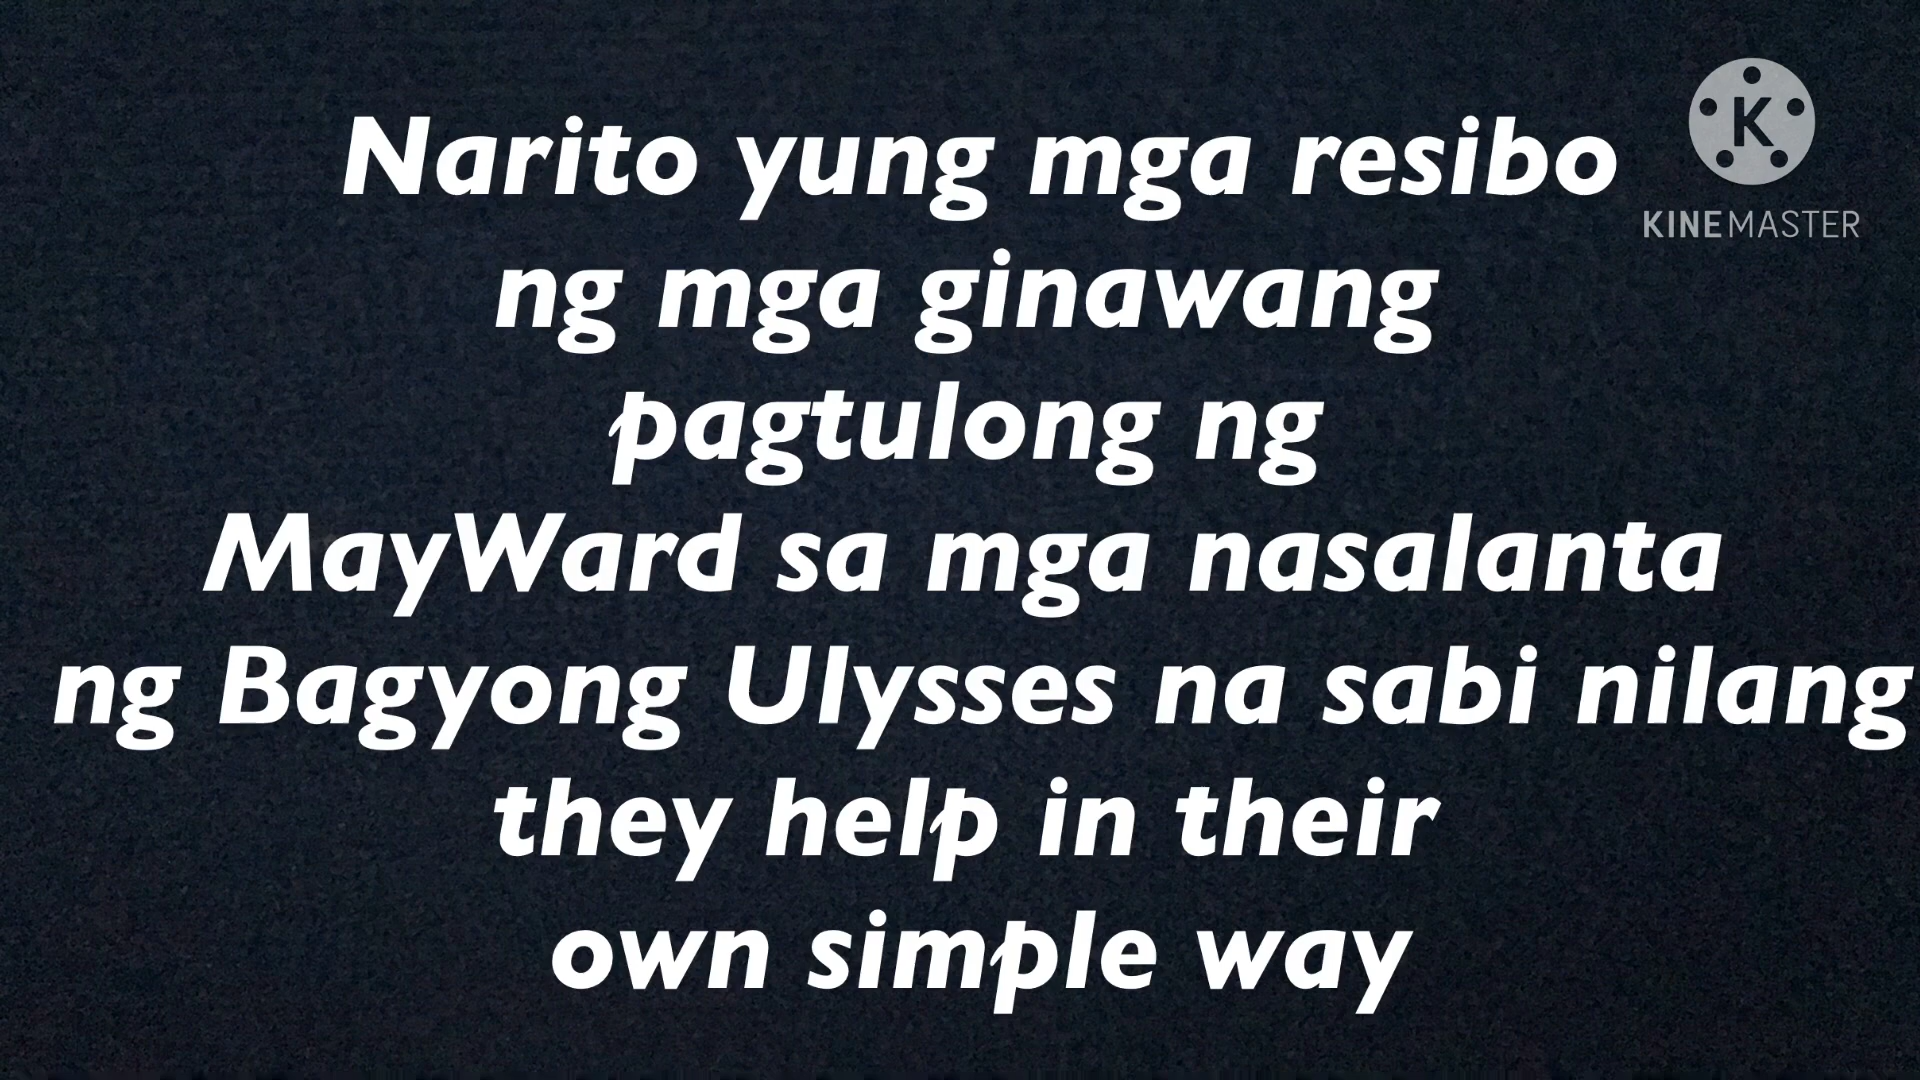 Narito yung mga resibo
ng mga ginawang
pagtulong ng
MayWard sa mga nasalanta
ng Bagyong Ulysses na sabi nilang
they help in their
own simple way
K
KINEMASTER